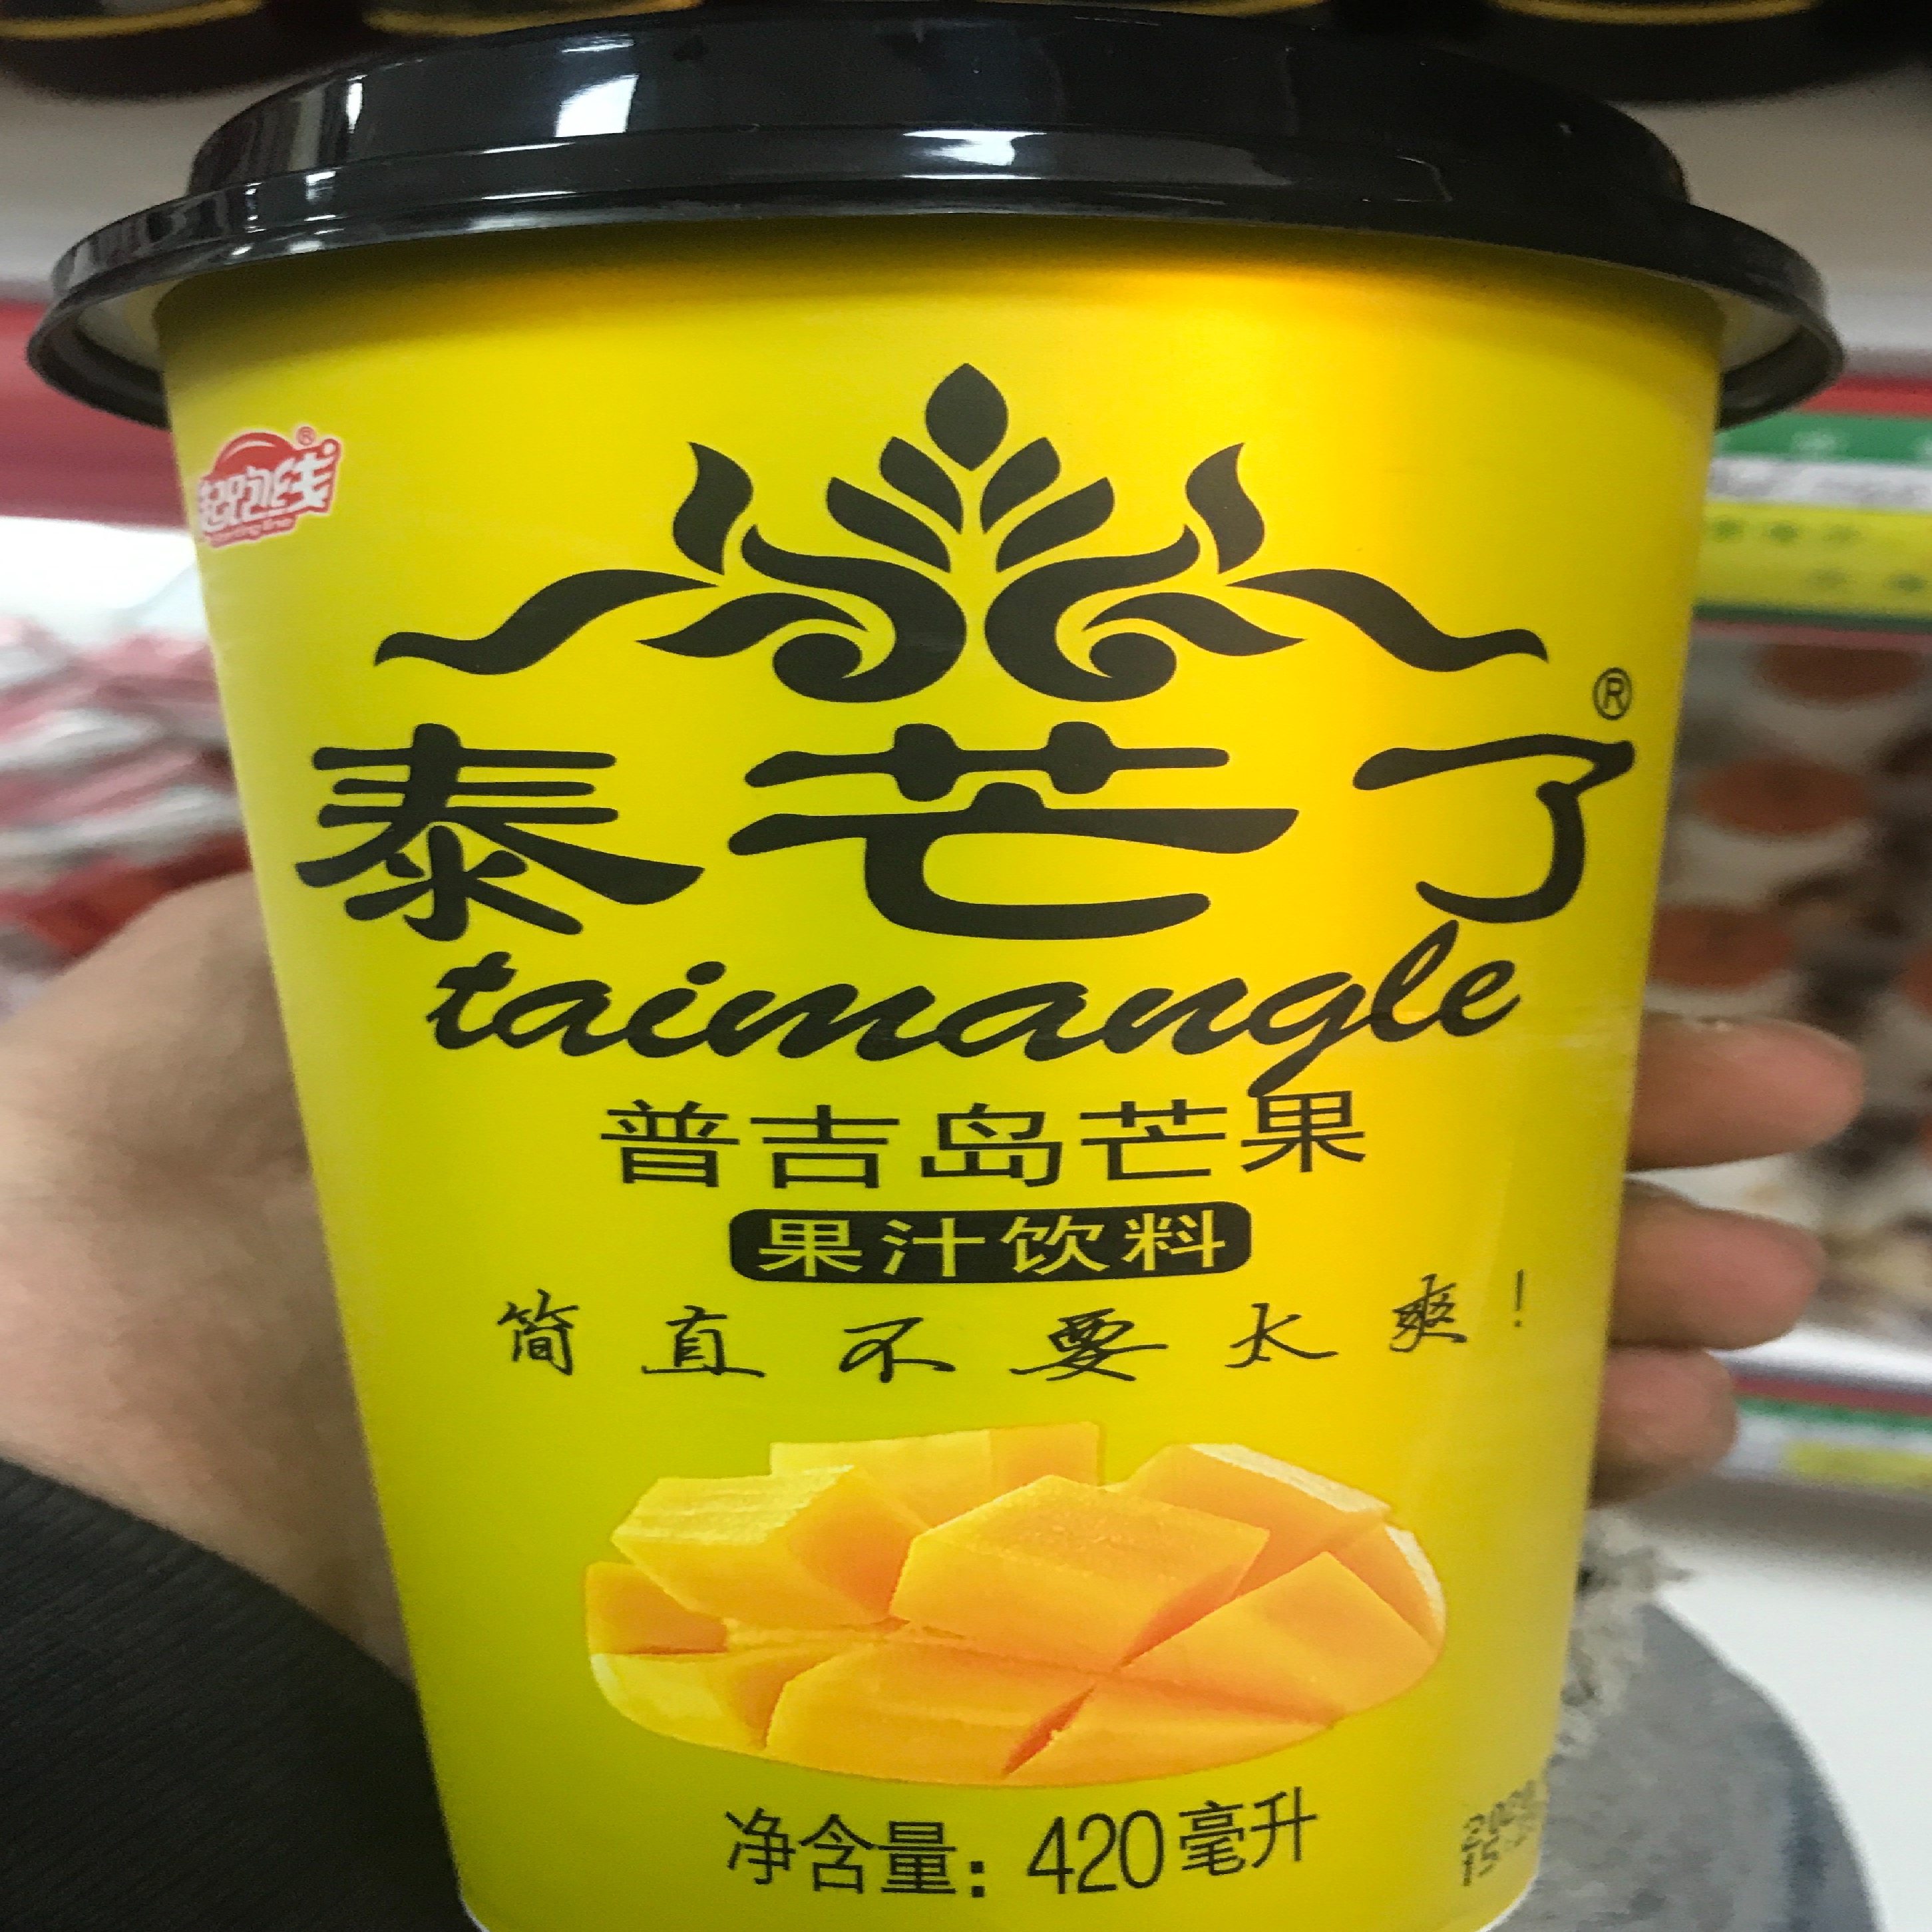 起跑线
泰芒了®
taimangle
普吉岛芒果
果汁饮料
简直不要太爽！
净含量：420毫升